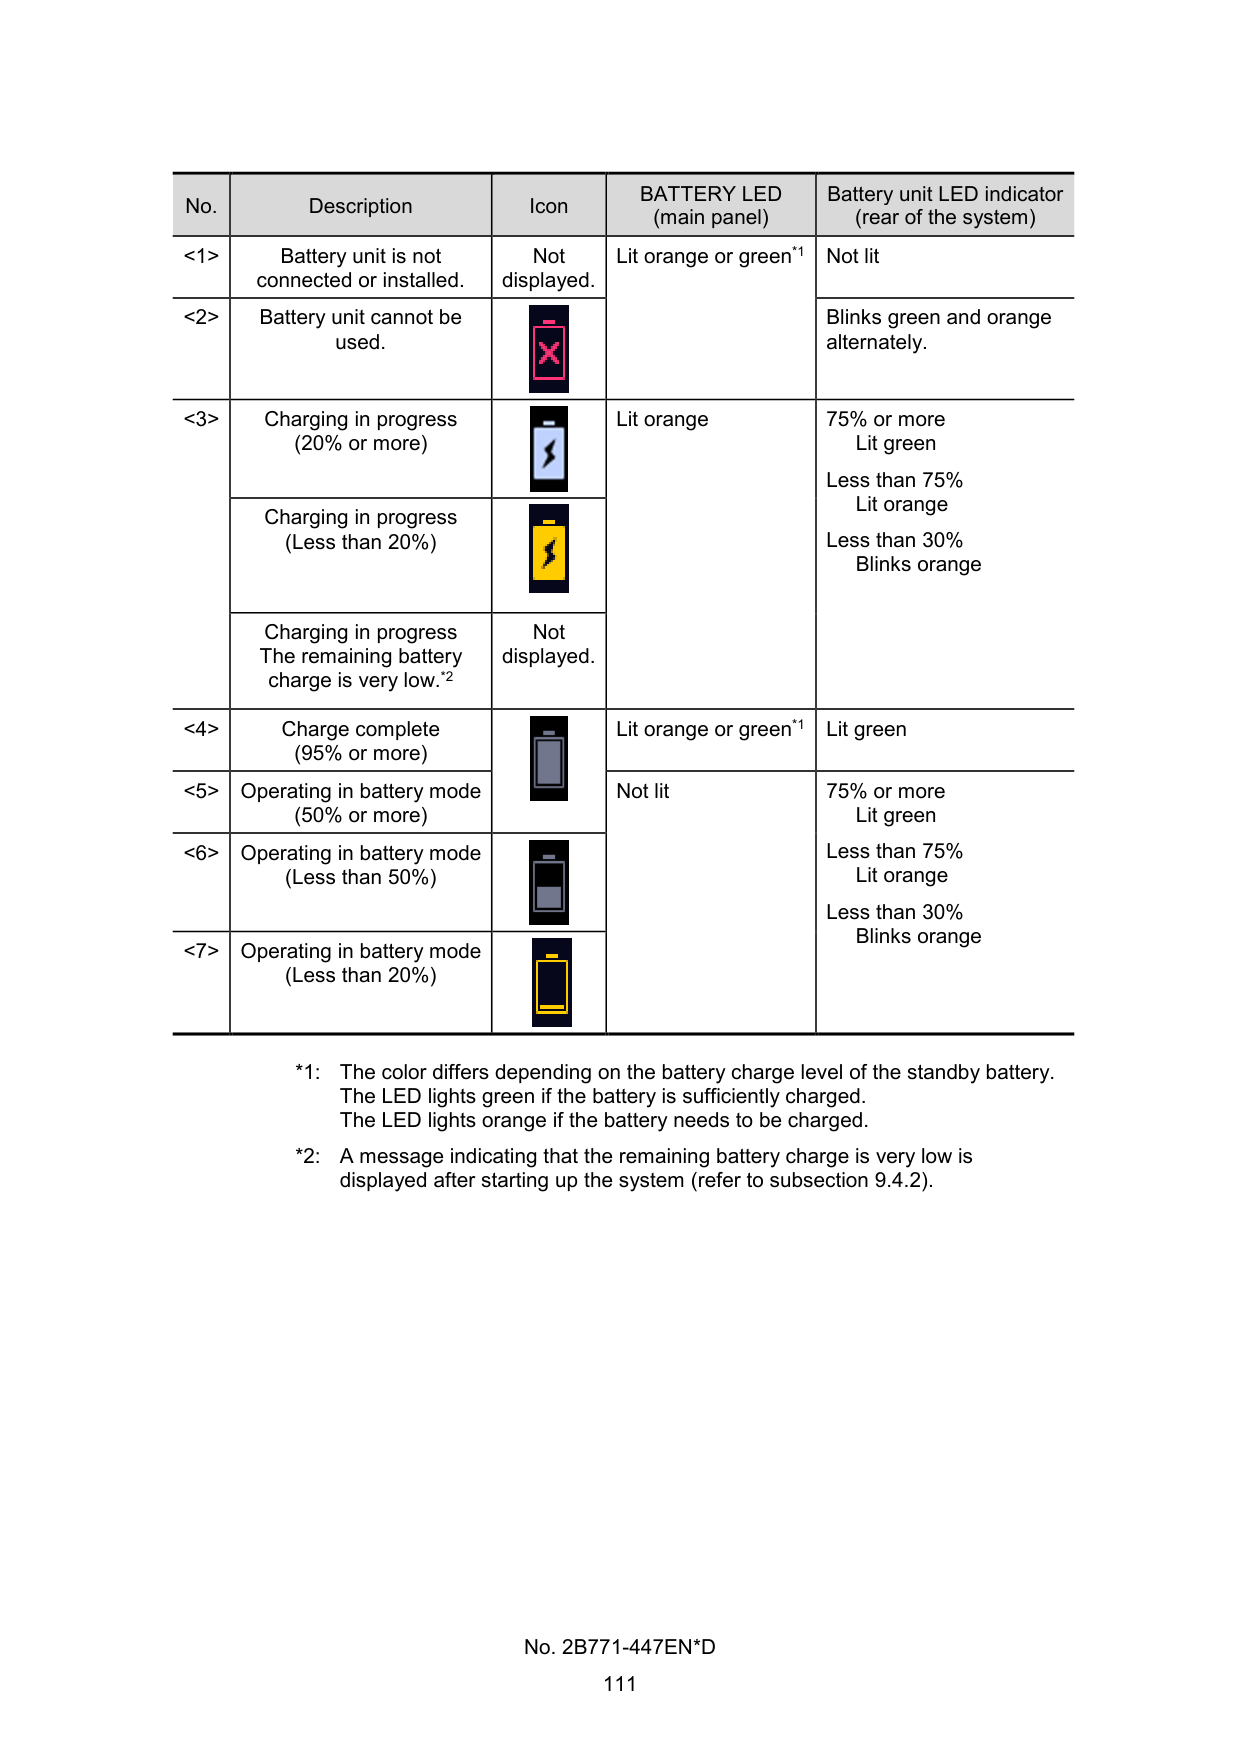 No.
Description
Icon
BATTERY LED
(main panel)
Battery unit LED indicator
(rear of the system)
<1>
Battery unit is not
connected or installed.
Not
displayed.
Lit orange or green*1
Not lit
<2>
Battery unit cannot be
used.
Blinks green and orange
alternately.
<3>
Charging in progress
(20% or more)
Lit orange
75% or more
Lit green
Less than 75%
Lit orange
Less than 30%
Blinks orange
Charging in progress
(Less than 20%)
Charging in progress
The remaining battery
charge is very low.*2
Not
displayed.
<4>
Charge complete
(95% or more)
Lit orange or green*1
Lit green
<5>
Operating in battery mode
(50% or more)
Not lit
75% or more
Lit green
Less than 75%
Lit orange
Less than 30%
Blinks orange
<6>
Operating in battery mode
(Less than 50%)
<7>
Operating in battery mode
(Less than 20%)
*1: The color differs depending on the battery charge level of the standby battery.
The LED lights green if the battery is sufficiently charged.
The LED lights orange if the battery needs to be charged.
*2: A message indicating that the remaining battery charge is very low is
displayed after starting up the system (refer to subsection 9.4.2).
No. 2B771-447EN*D
111